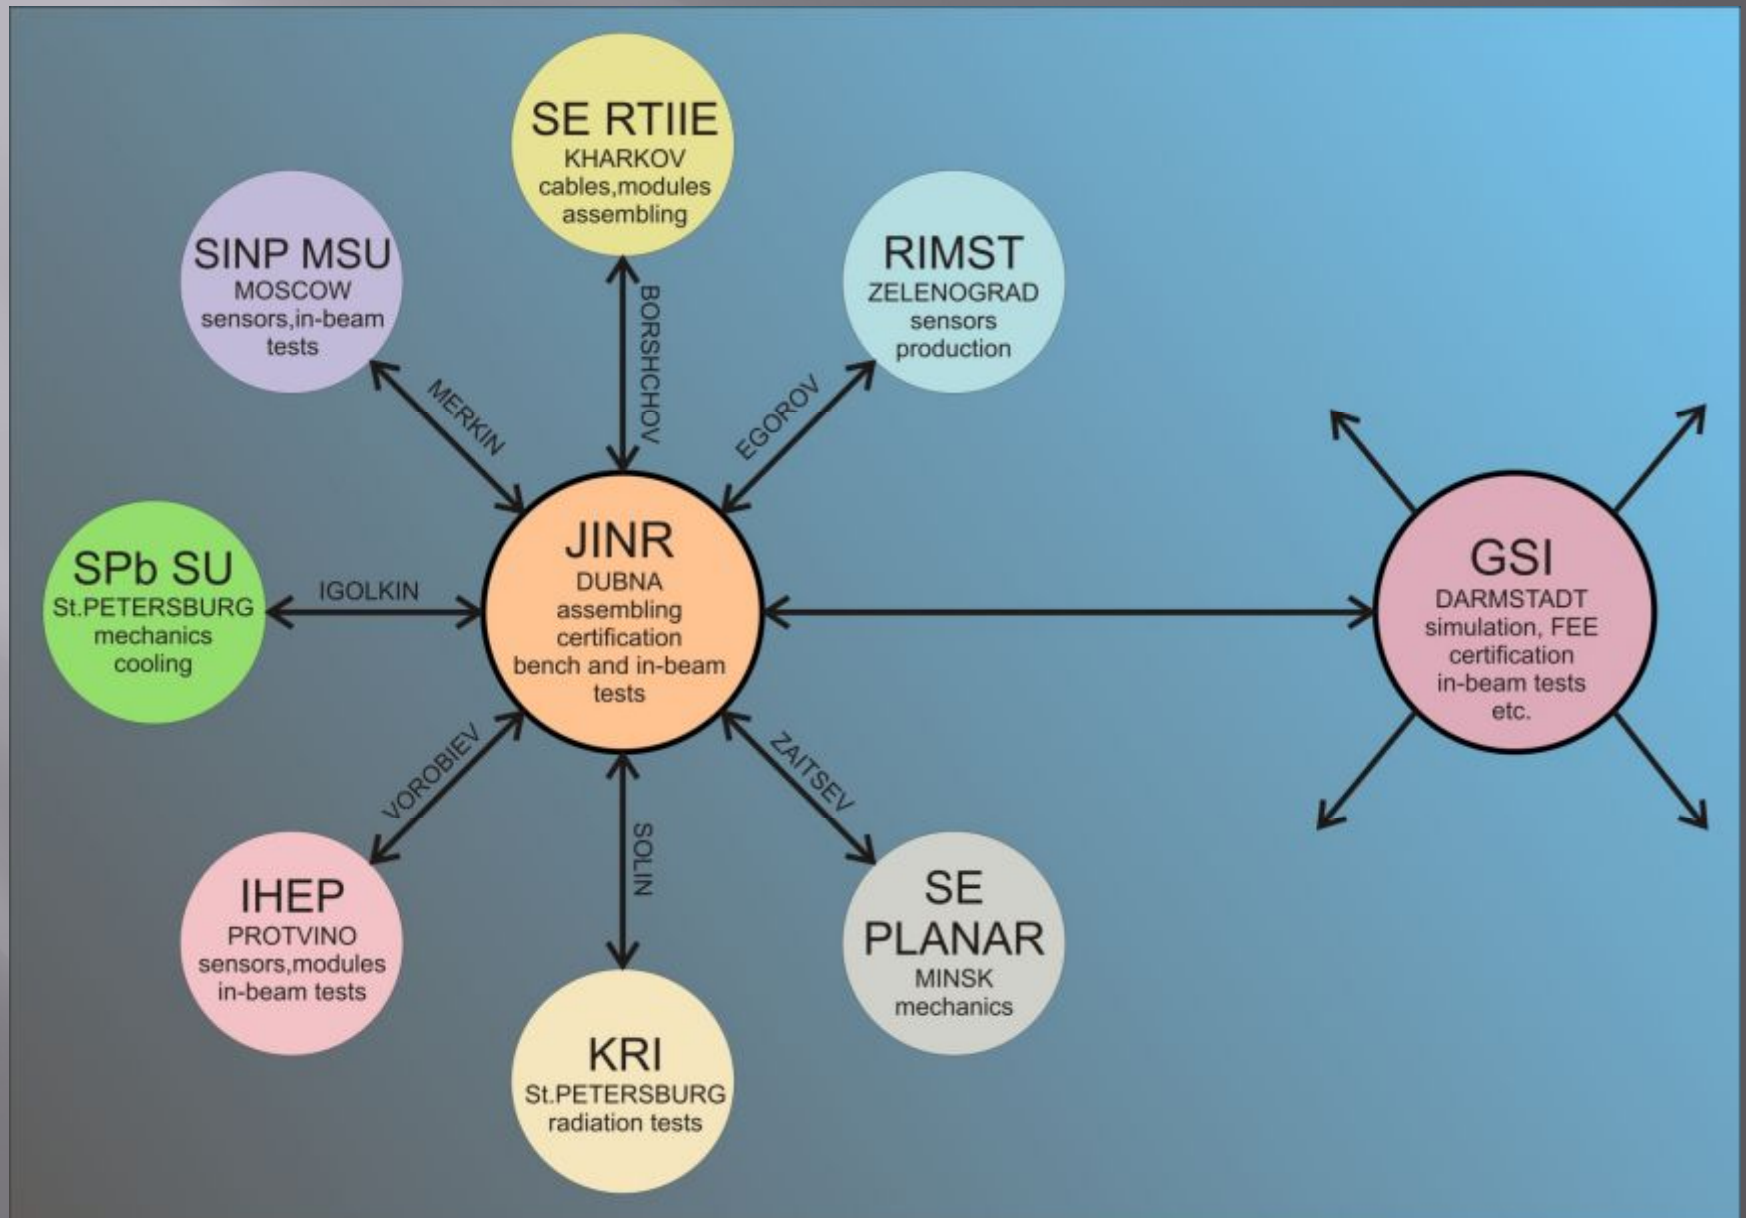 SE RTIIE
KHARKOV
cables,modules
assembling
SINP MSU
MOSCOW
sensors,in-beam
tests
RIMST
ZELENOGRAD
sensors
production
BORSHCHOV
MERKIN
EGOROV
SPb SU
St.PETERSBURG
mechanics
cooling
IGOLKIN
JINR
DUBNA
assembling
certification
bench and in-beam
tests
GSI
DARMSTADT
simulation, FEE
certification
in-beam tests
etc.
VOROBIEV
SOLIN
ZAITSEV
IHEP
PROTVINO
sensors,modules
in-beam tests
KRI
St.PETERSBURG
radiation tests
SE
PLANAR
MINSK
mechanics